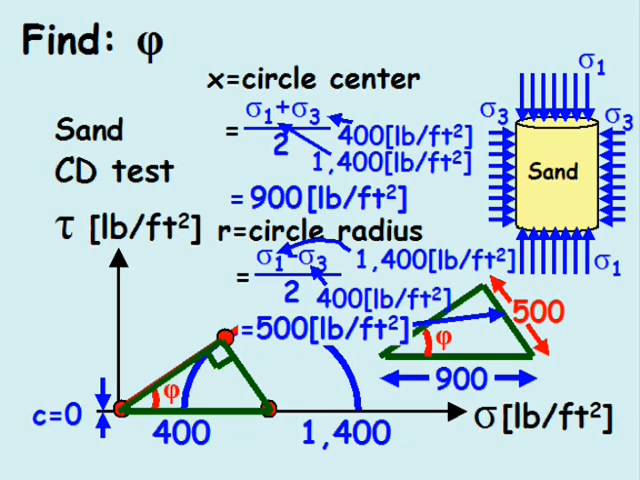 Find: φ
x=circle center
Sand
CD test
= σ1+σ3
2
400[lb/ft²]
1,400[lb/ft²]
=900[lb/ft²]
σ1
σ3
σ3
Sand
σ1
τ [lb/ft²]
r=circle radius
= σ1-σ3
2
1,400[lb/ft²]
400[lb/ft²]
=500[lb/ft²]
500
φ
900
φ
c=0
400
1,400
σ[lb/ft²]